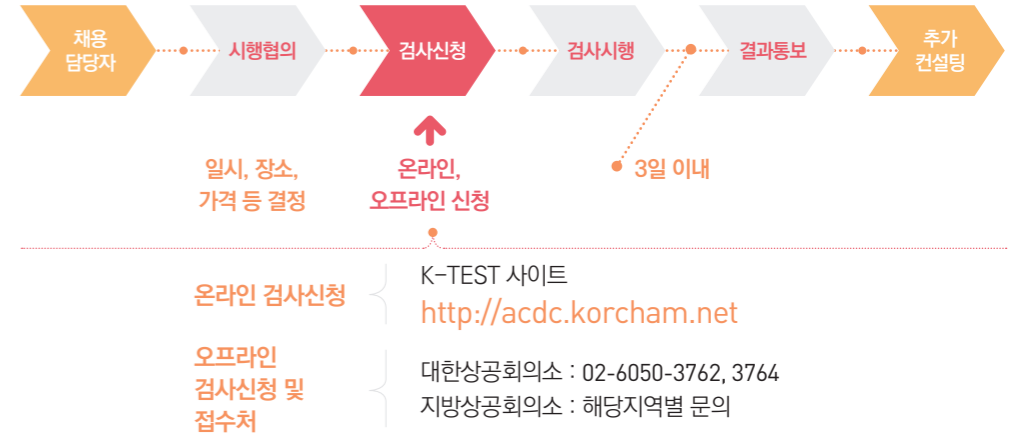 채용
담당자
시행협의
검사신청
검사시행
결과통보
추가
컨설팅
일시, 장소,
가격 등 결정
온라인,
오프라인 신청
3일 이내
온라인 검사신청
K-TEST 사이트
http://acdc.korcham.net
오프라인
검사신청 및
접수처
대한상공회의소 : 02-6050-3762, 3764
지방상공회의소 : 해당지역별 문의